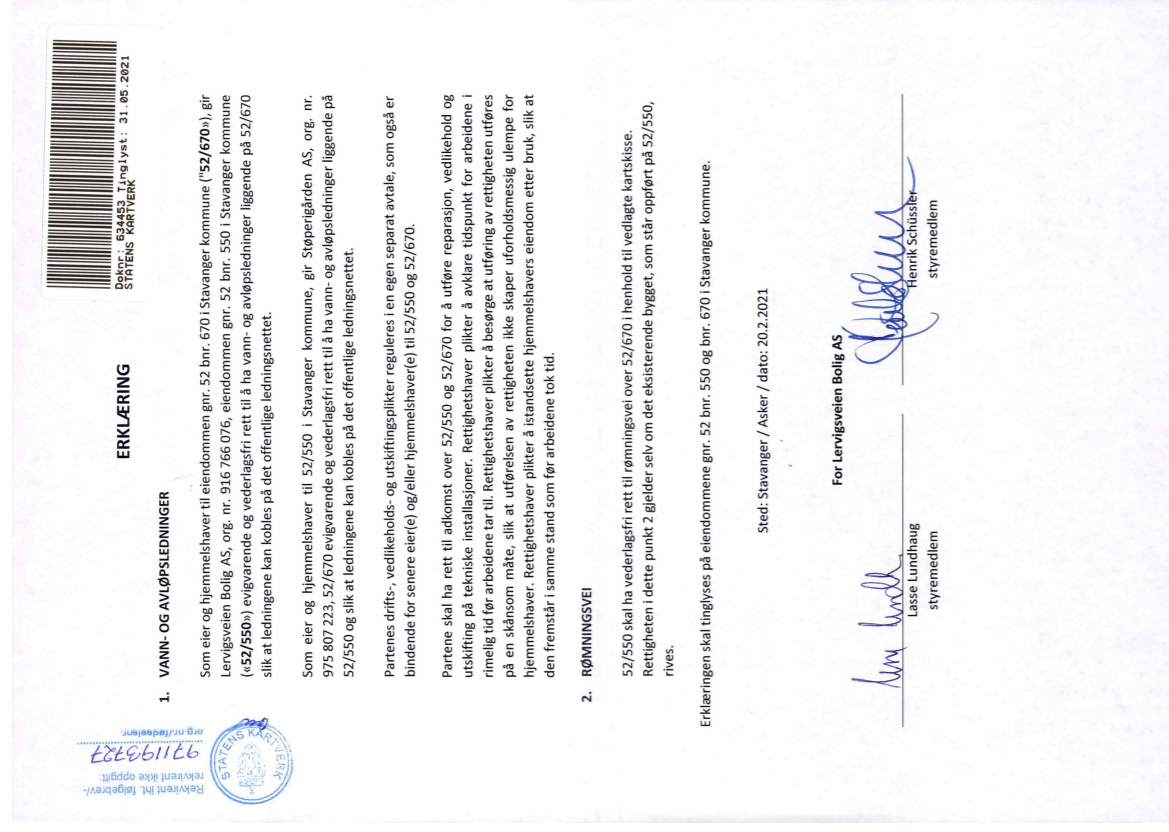 Doknr: 634453 Tinglyst: 31.05.2021
STATENS KARTVERK
Rekvirent iht. følgebrev/-
rekvirent ikke oppgitt:
971193727
org.nr./fødselsnr.
STATENS KARTVERK
ERKLÆRING
1. VANN- OG AVLØPSLEDNINGER
Som eier og hjemmelshaver til eiendommen gnr. 52 bnr. 670 i Stavanger kommune ("52/670»), gir
Lervigsveien Bolig AS, org. nr. 916 766 076, eiendommen gnr. 52 bnr. 550 i Stavanger kommune
(«52/550») evigvarende og vederlagsfri rett til å ha vann- og avløpsledninger liggende på 52/670
slik at ledningene kan kobles på det offentlige ledningsnettet.
Som eier og hjemmelshaver til 52/550 i Stavanger kommune, gir Støperigården AS, org. nr.
975 807 223, 52/670 evigvarende og vederlagsfri rett til å ha vann- og avløpsledninger liggende på
52/550 og slik at ledningene kan kobles på det offentlige ledningsnettet.
Partenes drifts-, vedlikeholds- og utskiftingsplikter reguleres i en egen separat avtale, som også er
bindende for senere eier(e) og/eller hjemmelshaver(e) til 52/550 og 52/670.
Partene skal ha rett til adkomst over 52/550 og 52/670 for å utføre reparasjon, vedlikehold og
utskifting på tekniske installasjoner. Rettighetshaver plikter å avklare tidspunkt for arbeidene i
rimelig tid før arbeidene tar til. Rettighetshaver plikter å besørge at utføring av rettigheten utføres
på en skånsom måte, slik at utførelsen av rettigheten ikke skaper uforholdsmessig ulempe for
hjemmelshaver. Rettighetshaver plikter å istandsette hjemmelshavers eiendom etter bruk, slik at
den fremstår i samme stand som før arbeidene tok tid.
2. RØMNINGSVEI
52/550 skal ha vederlagsfri rett til rømningsvei over 52/670 i henhold til vedlagte kartskisse.
Rettigheten i dette punkt 2 gjelder selv om det eksisterende bygget, som står oppført på 52/550,
rives.
Erklæringen skal tinglyses på eiendommene gnr. 52 bnr. 550 og bnr. 670 i Stavanger kommune.
Sted: Stavanger / Asker / dato: 20.2.2021
For Lervigsveien Bolig AS
Lasse Lundhaug
styremedlem
Henrik Schüssler
styremedlem